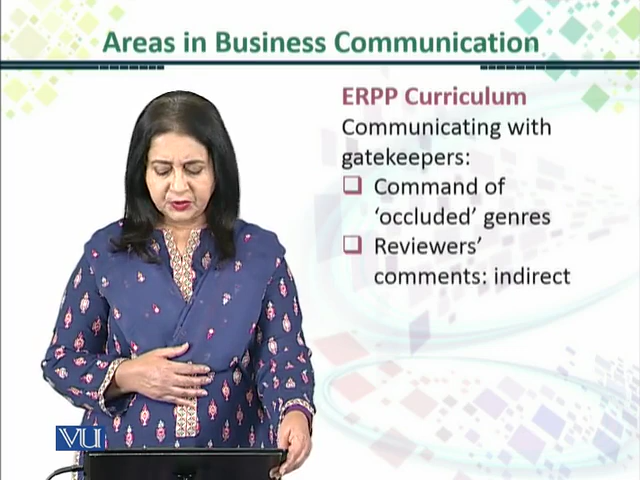 Areas in Business Communication
ERPP Curriculum
Communicating with
gatekeepers:
❑ Command of
‘occluded’ genres
❑ Reviewers’
comments: indirect
VU